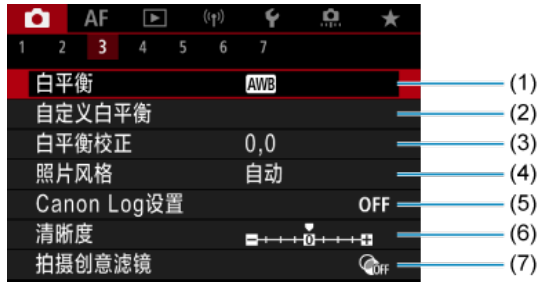 AF
1 2 3 4 5 6 7
白平衡 AWB (1)
自定义白平衡 (2)
白平衡校正 0,0 (3)
照片风格 自动 (4)
Canon Log设置 OFF (5)
清晰度 0 (6)
拍摄创意滤镜 OFF (7)